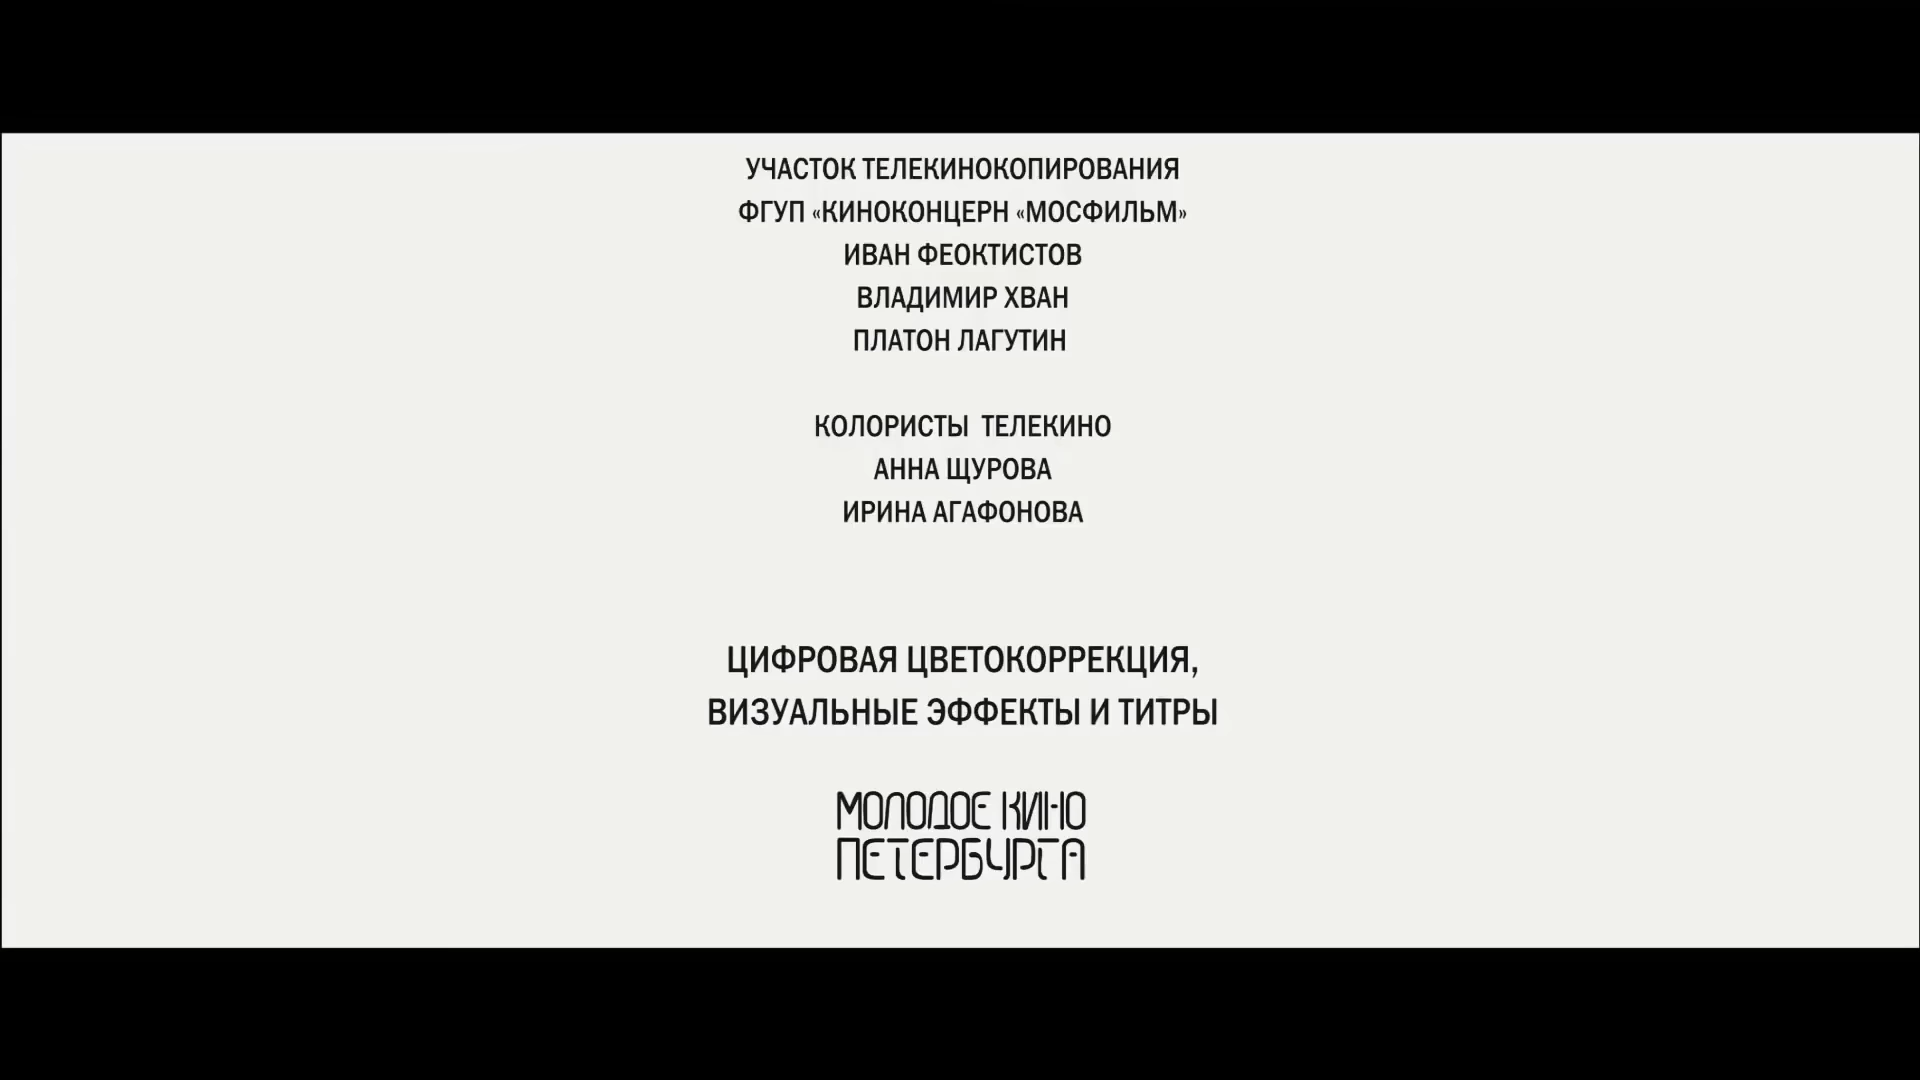 УЧАСТОК ТЕЛЕКИНОКОПИРОВАНИЯ
ФГУП «КИНОКОНЦЕРН «МОСФИЛЬМ»
ИВАН ФЕОКТИСТОВ
ВЛАДИМИР ХВАН
ПЛАТОН ЛАГУТИН
КОЛОРИСТЫ ТЕЛЕКИНО
АННА ЩУРОВА
ИРИНА АГАФОНОВА
ЦИФРОВАЯ ЦВЕТОКОРРЕКЦИЯ,
ВИЗУАЛЬНЫЕ ЭФФЕКТЫ И ТИТРЫ
МОЛОДОЕ КИНО
ПЕТЕРБУРГА